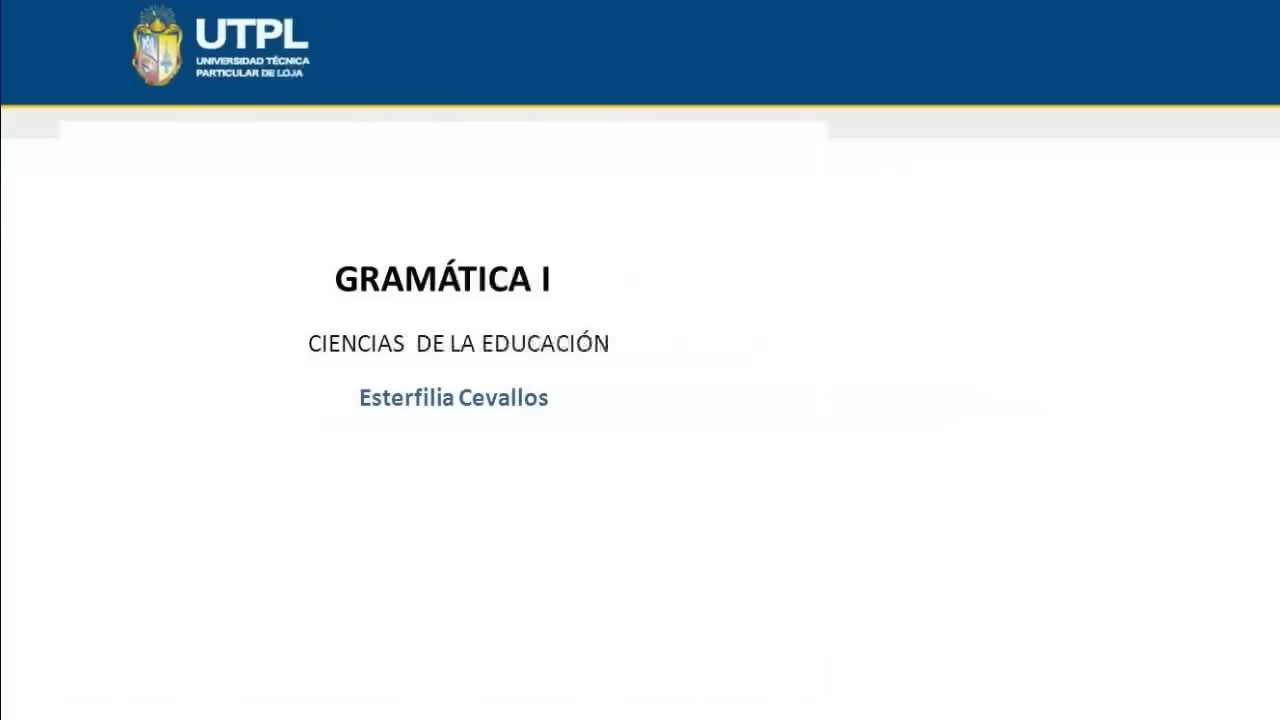 UTPL
UNIVERSIDAD TÉCNICA
PARTICULAR DE LOJA
GRAMÁTICA I
CIENCIAS DE LA EDUCACIÓN
Esterfilia Cevallos